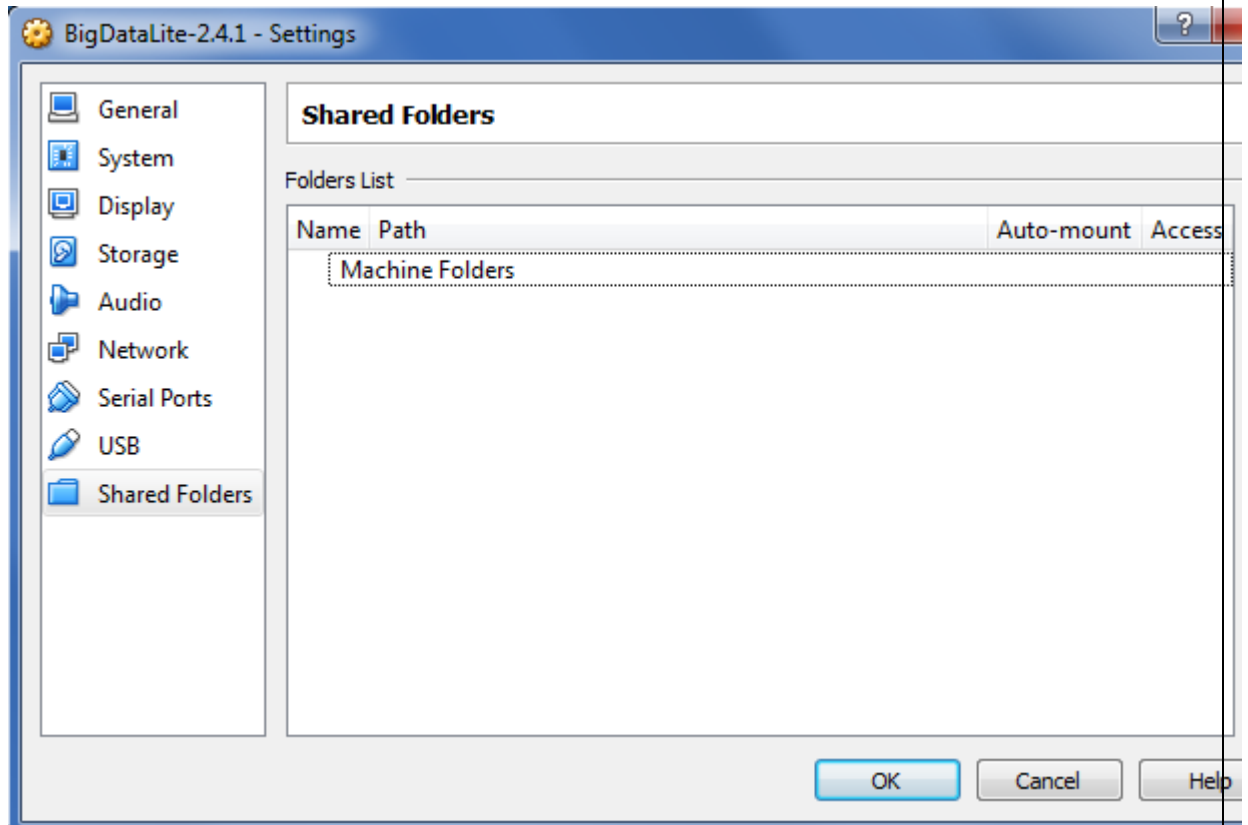 BigDataLite-2.4.1 - Settings
?
General
System
Display
Storage
Audio
Network
Serial Ports
USB
Shared Folders
Shared Folders
Folders List
Name Path Auto-mount Access
Machine Folders
OK Cancel Help